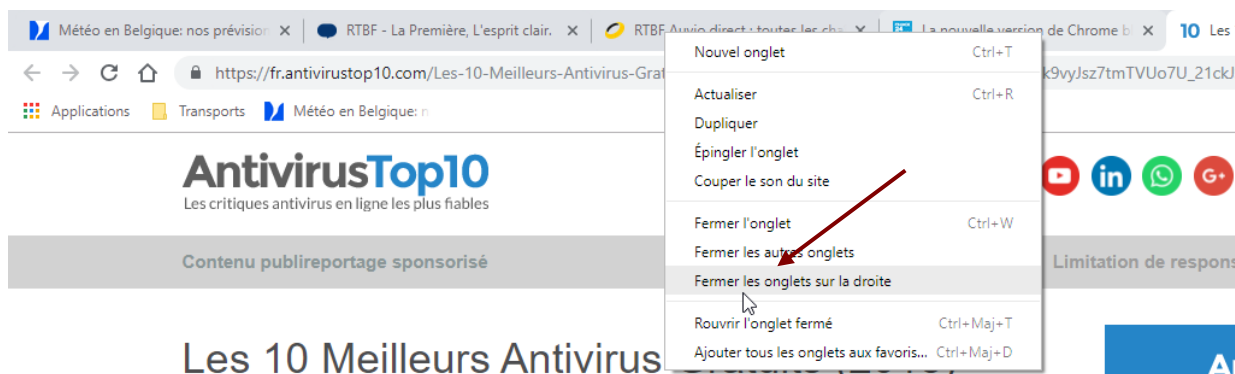 Météo en Belgique: nos prévision
RTBF - La Première, L'esprit clair.
RTBF Auvio direct : toutes les cha
La nouvelle version de Chrome b
10 Les
https://fr.antivirustop10.com/Les-10-Meilleurs-Antivirus-Grat
k9vyJsz7tmTVUo7U_21ckJ
Applications
Transports
Météo en Belgique: n
Nouvel onglet Ctrl+T
Actualiser Ctrl+R
Dupliquer
Épingler l'onglet
Couper le son du site
Fermer l'onglet Ctrl+W
Fermer les autres onglets
Fermer les onglets sur la droite
Rouvrir l'onglet fermé Ctrl+Maj+T
Ajouter tous les onglets aux favoris... Ctrl+Maj+D
AntivirusTop10
Les critiques antivirus en ligne les plus fiables
in
G+
Contenu publireportage sponsorisé
Limitation de respons
Les 10 Meilleurs Antivirus